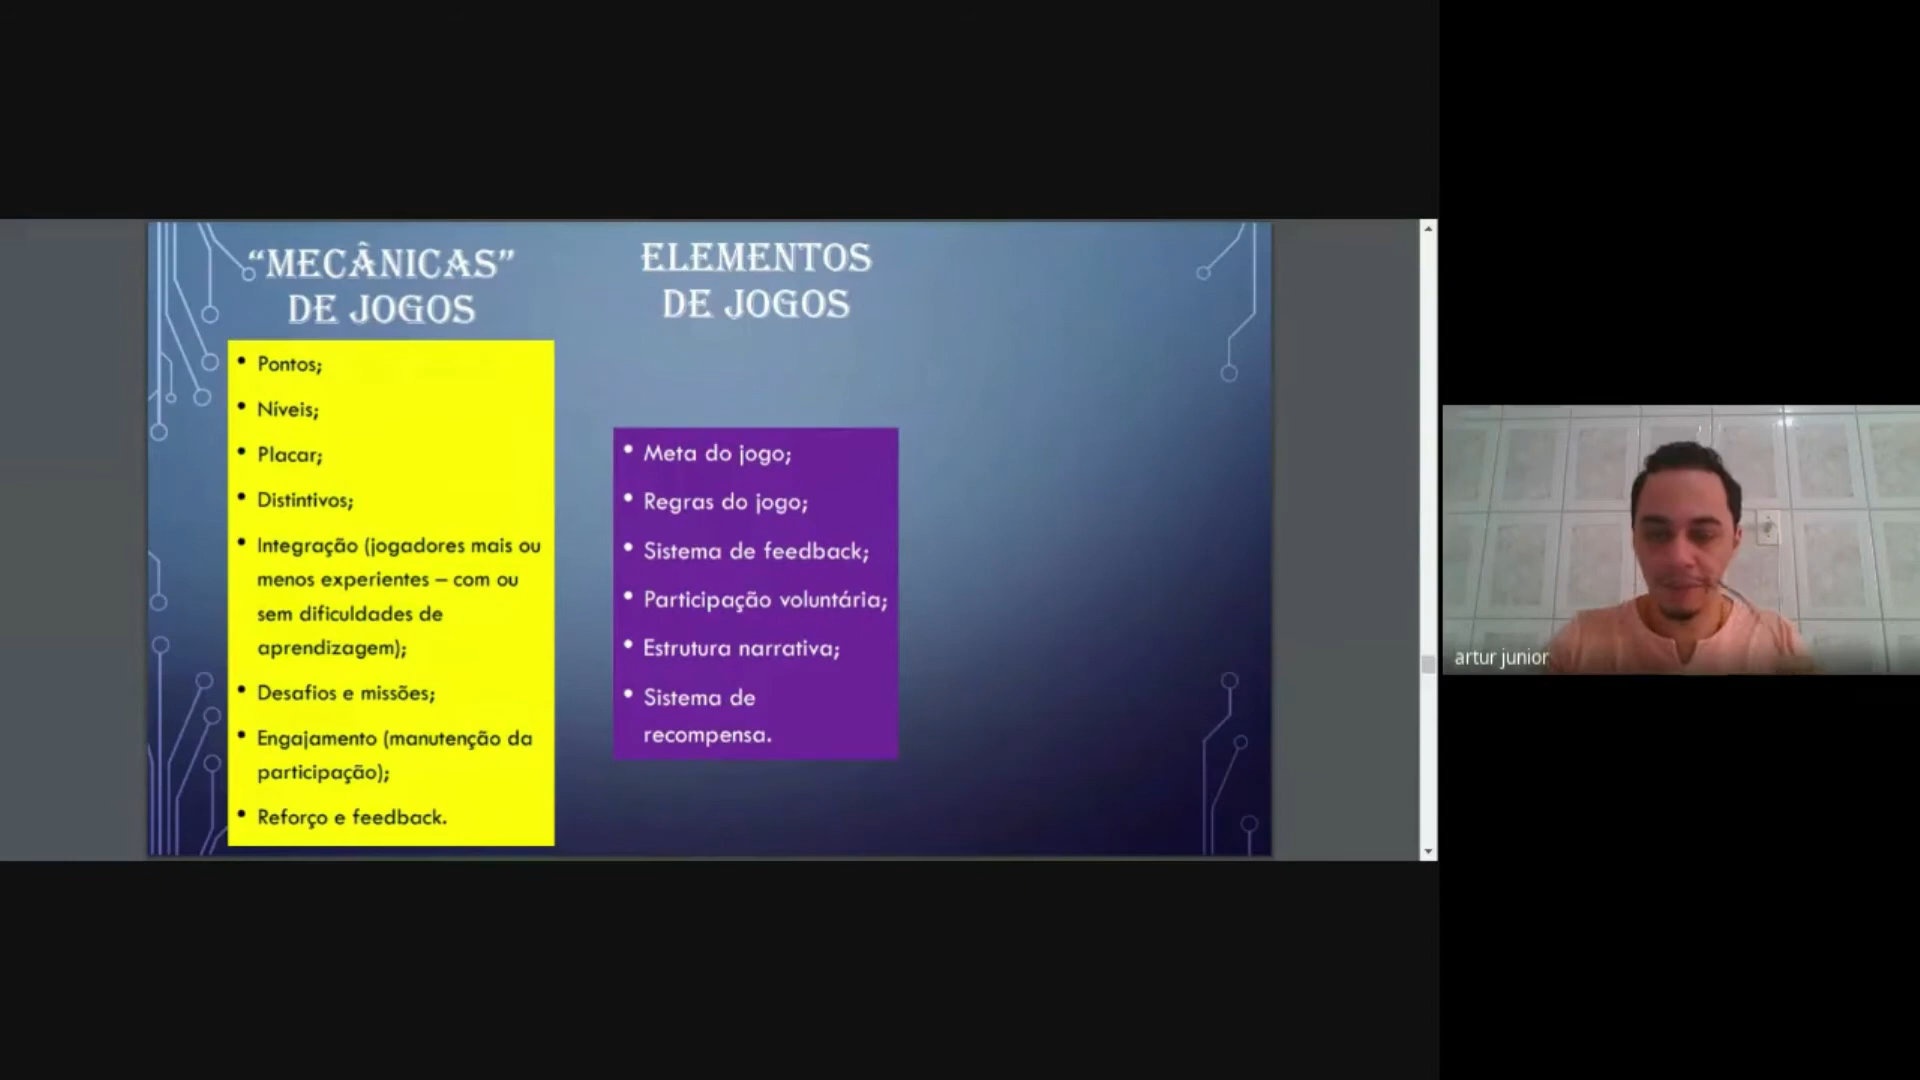 “MECÂNICAS”
DE JOGOS
• Pontos;
• Níveis;
• Placar;
• Distintivos;
• Integração (jogadores mais ou
menos experientes – com ou
sem dificuldades de
aprendizagem);
• Desafios e missões;
• Engajamento (manutenção da
participação);
• Reforço e feedback.
ELEMENTOS
DE JOGOS
• Meta do jogo;
• Regras do jogo;
• Sistema de feedback;
• Participação voluntária;
• Estrutura narrativa;
• Sistema de
recompensa.
artur junior